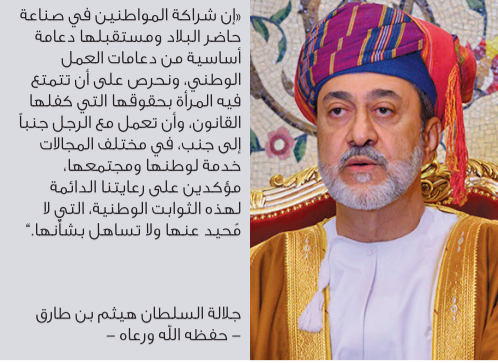 «إن شراكة المواطنين في صناعة
حاضر البلاد ومستقبلها دعامة
أساسية من دعامات العمل
الوطني، ونحرص على أن تتمتع
فيه المرأة بحقوقها التي كفلها
القانون، وأن تعمل مع الرجل جنباً
إلى جنب، في مختلف المجالات
خدمة لوطنها ومجتمعها،
مؤكدين على رعايتنا الدائمة
لهذه الثوابت الوطنية، التي لا
مَحيد عنها ولا تساهل بشأنها.“
جلالة السلطان هيثم بن طارق
– حفظه الله ورعاه –